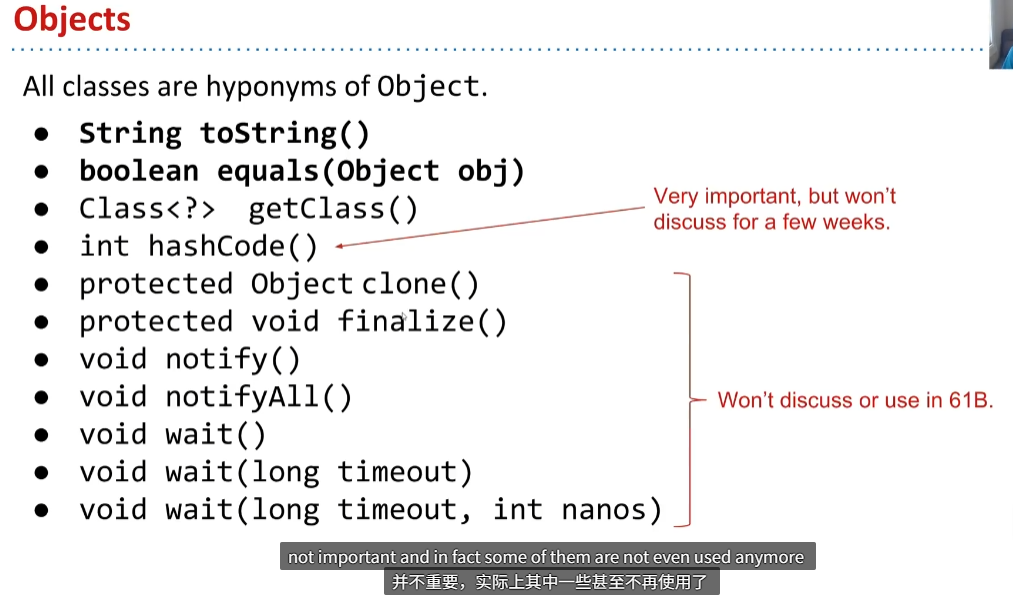 Objects
All classes are hyponyms of Object.
● String toString()
● boolean equals(Object obj)
● Class<?> getClass()
● int hashCode()
● protected Object clone()
● protected void finalize()
● void notify()
● void notifyAll()
● void wait()
● void wait(long timeout)
● void wait(long timeout, int nanos)
Very important, but won't
discuss for a few weeks.
Won't discuss or use in 61B.
not important and in fact some of them are not even used anymore
并不重要，实际上其中一些甚至不再使用了